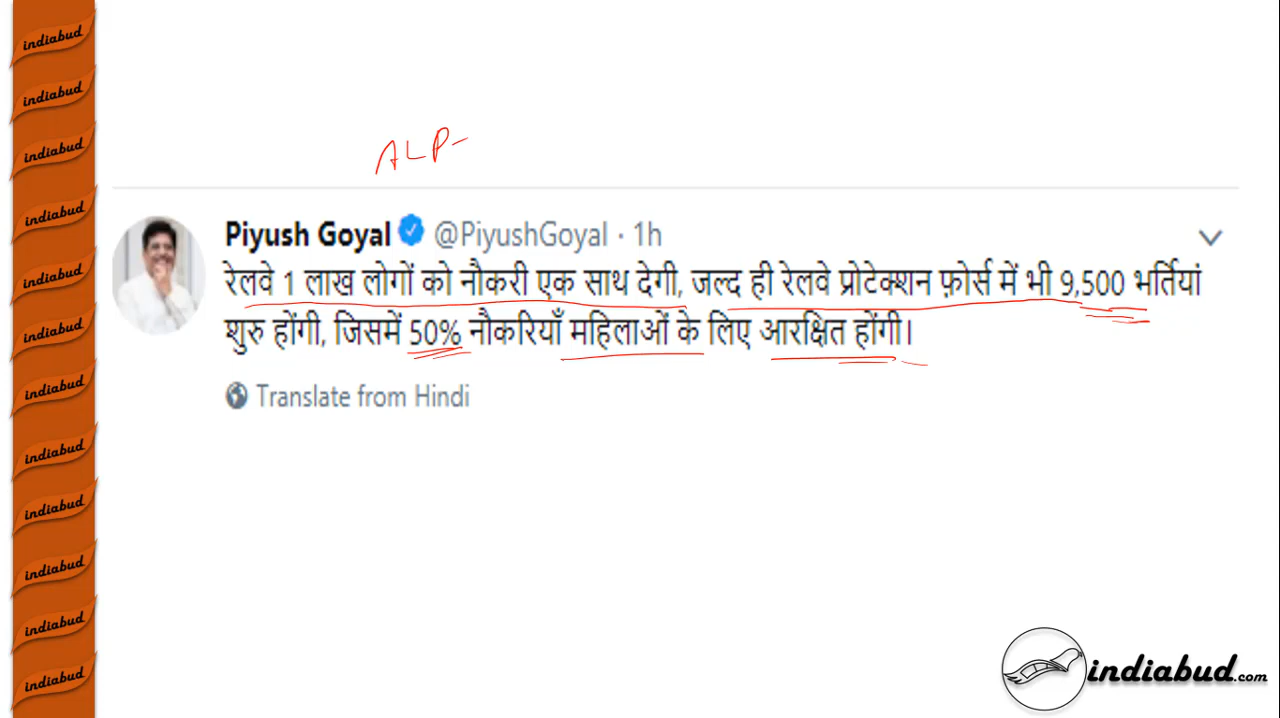 indiabud
indiabud
indiabud
indiabud
indiabud
indiabud
indiabud
indiabud
indiabud
indiabud
indiabud
indiabud
ALP-
Piyush Goyal @PiyushGoyal · 1h
रेलवे 1 लाख लोगों को नौकरी एक साथ देगी, जल्द ही रेलवे प्रोटेक्शन फ़ोर्स में भी 9,500 भर्तियां
शुरु होंगी, जिसमें 50% नौकरियाँ महिलाओं के लिए आरक्षित होंगी।
Translate from Hindi
indiabud.com